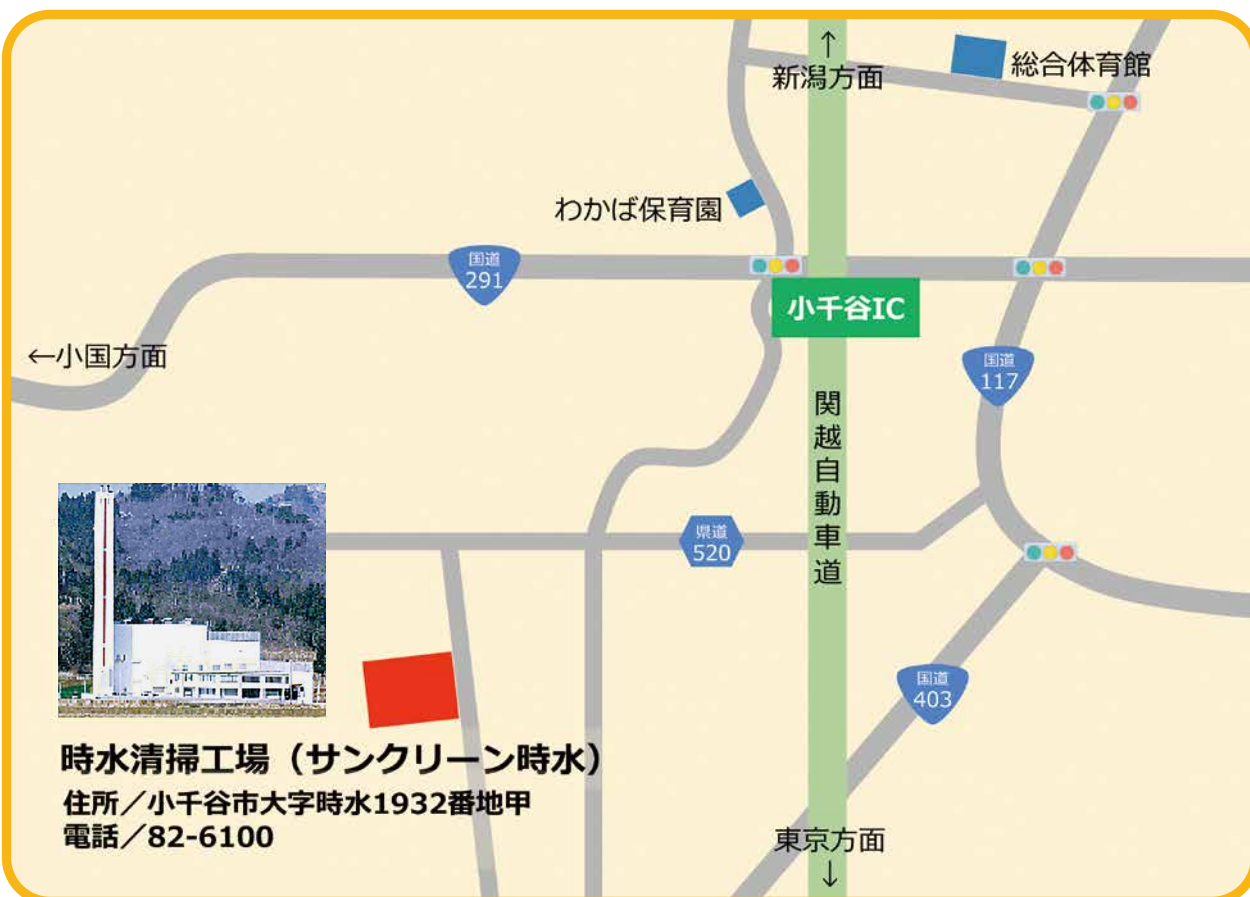 ↑
新潟方面
総合体育館
わかば保育園
国道
291
小千谷IC
←小国方面
国道
117
関越自動車道
県道
520
国道
403
時水清掃工場（サンクリーン時水）
住所／小千谷市大字時水1932番地甲
電話／82-6100
東京方面
↓